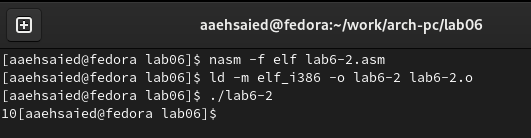 aaehsaied@fedora:~/work/arch-pc/lab06
[aaehsaied@fedora lab06]$ nasm -f elf lab6-2.asm
[aaehsaied@fedora lab06]$ ld -m elf_i386 -o lab6-2 lab6-2.o
[aaehsaied@fedora lab06]$ ./lab6-2
10[aaehsaied@fedora lab06]$